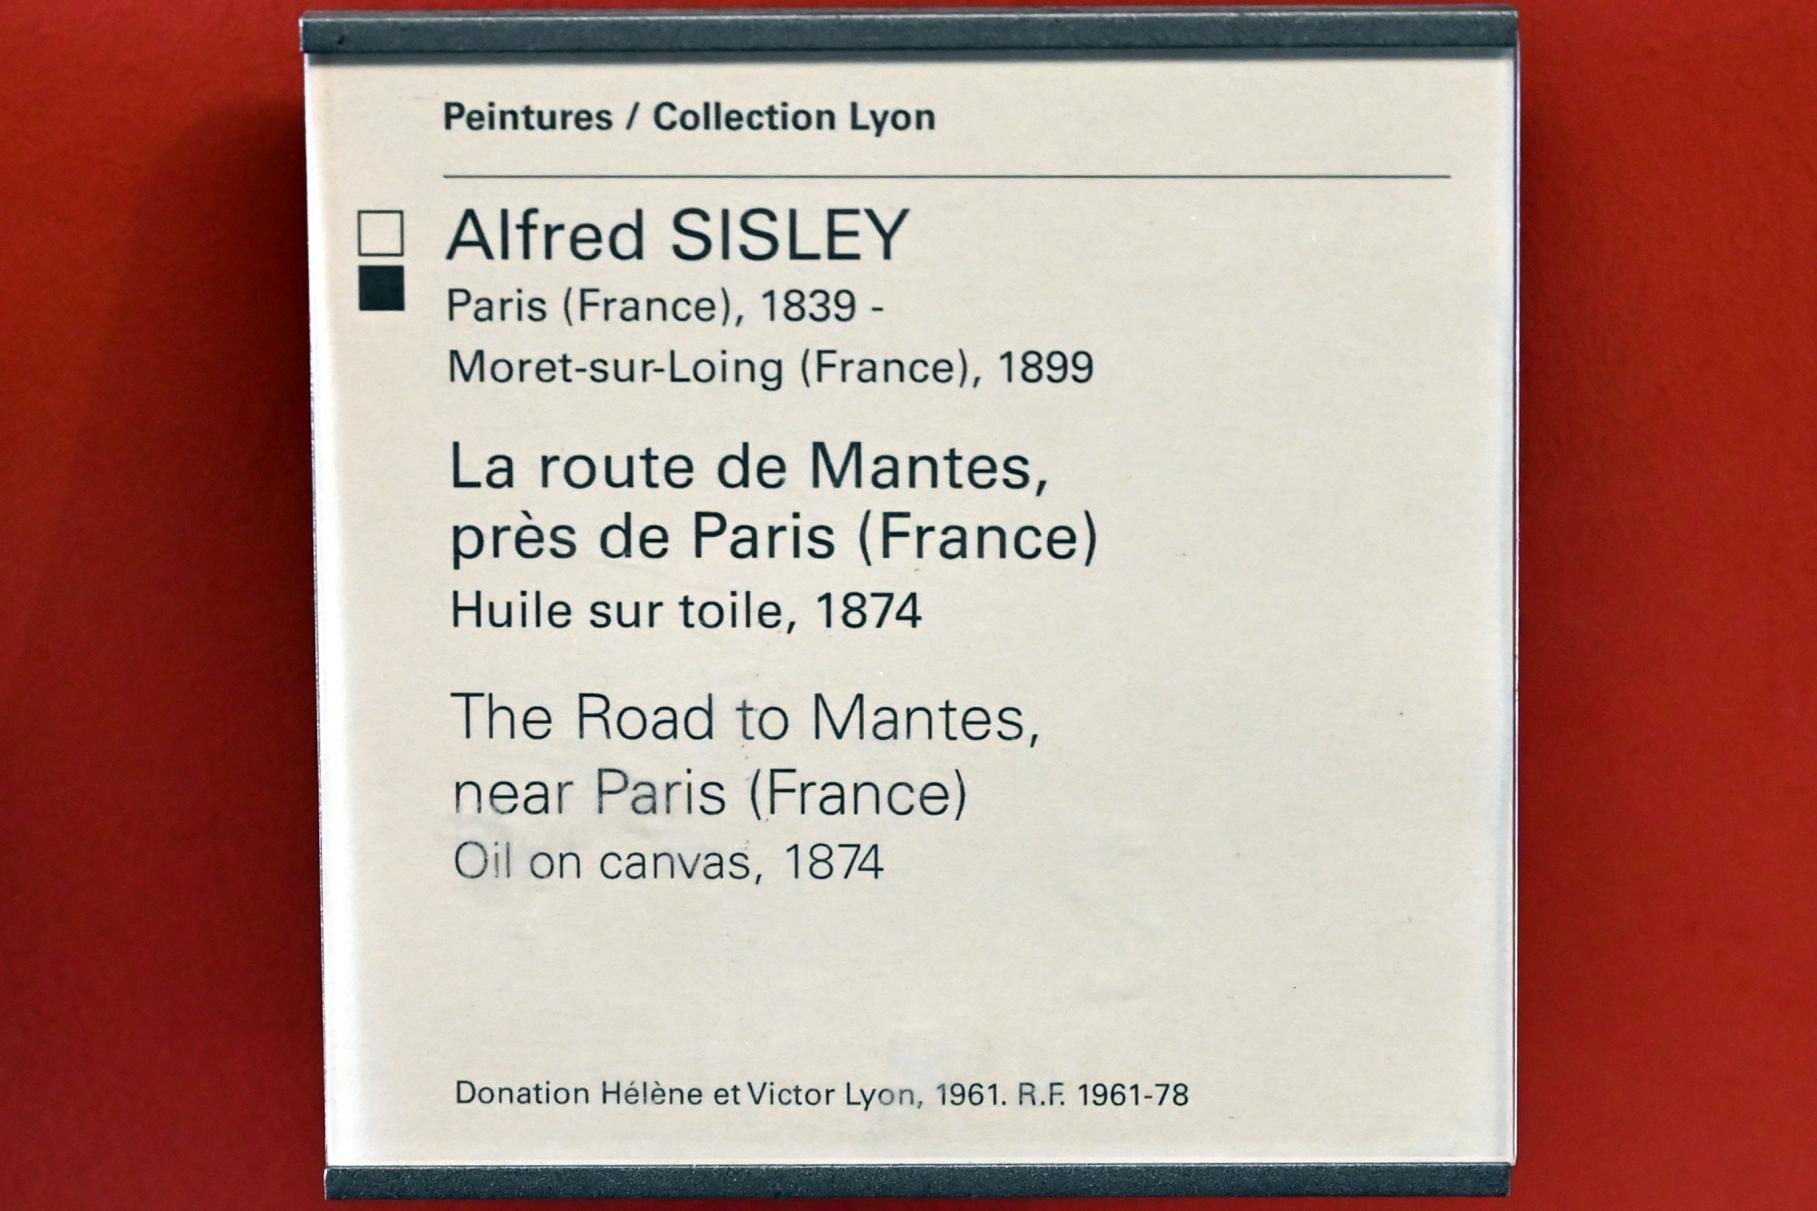 Peintures / Collection Lyon
Alfred SISLEY
Paris (France), 1839 -
Moret-sur-Loing (France), 1899
La route de Mantes,
près de Paris (France)
Huile sur toile, 1874
The Road to Mantes,
near Paris (France)
Oil on canvas, 1874
Donation Hélène et Victor Lyon, 1961. R.F. 1961-78